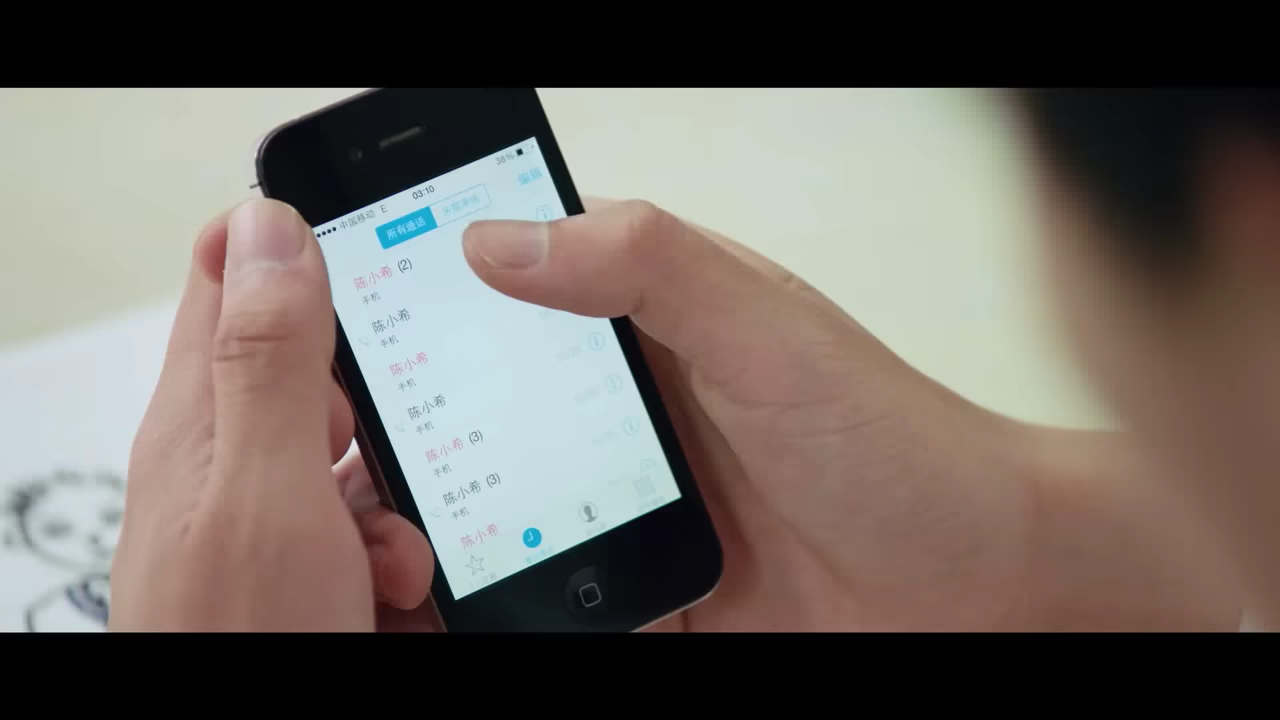 中国移动 E 03:10 38%
所有通话 未接来电 编辑
陈小希 (2)
手机
陈小希
手机
陈小希
手机
陈小希
手机
陈小希 (3)
手机
陈小希 (3)
手机
陈小希